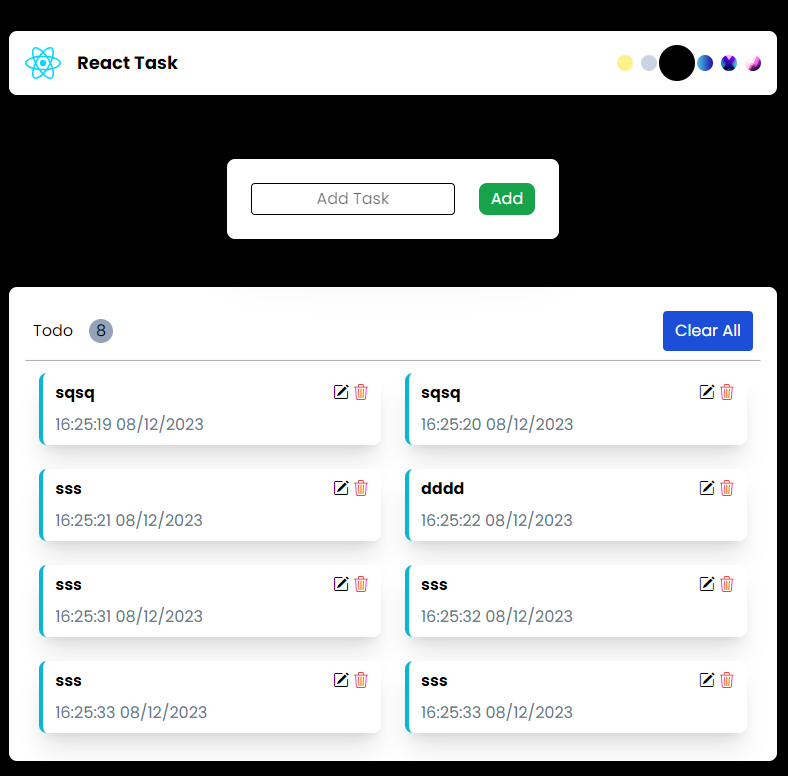 React Task
Add Task
Add
Todo 8
Clear All
sqsq
16:25:19 08/12/2023
sqsq
16:25:20 08/12/2023
sss
16:25:21 08/12/2023
dddd
16:25:22 08/12/2023
sss
16:25:31 08/12/2023
sss
16:25:32 08/12/2023
sss
16:25:33 08/12/2023
sss
16:25:33 08/12/2023